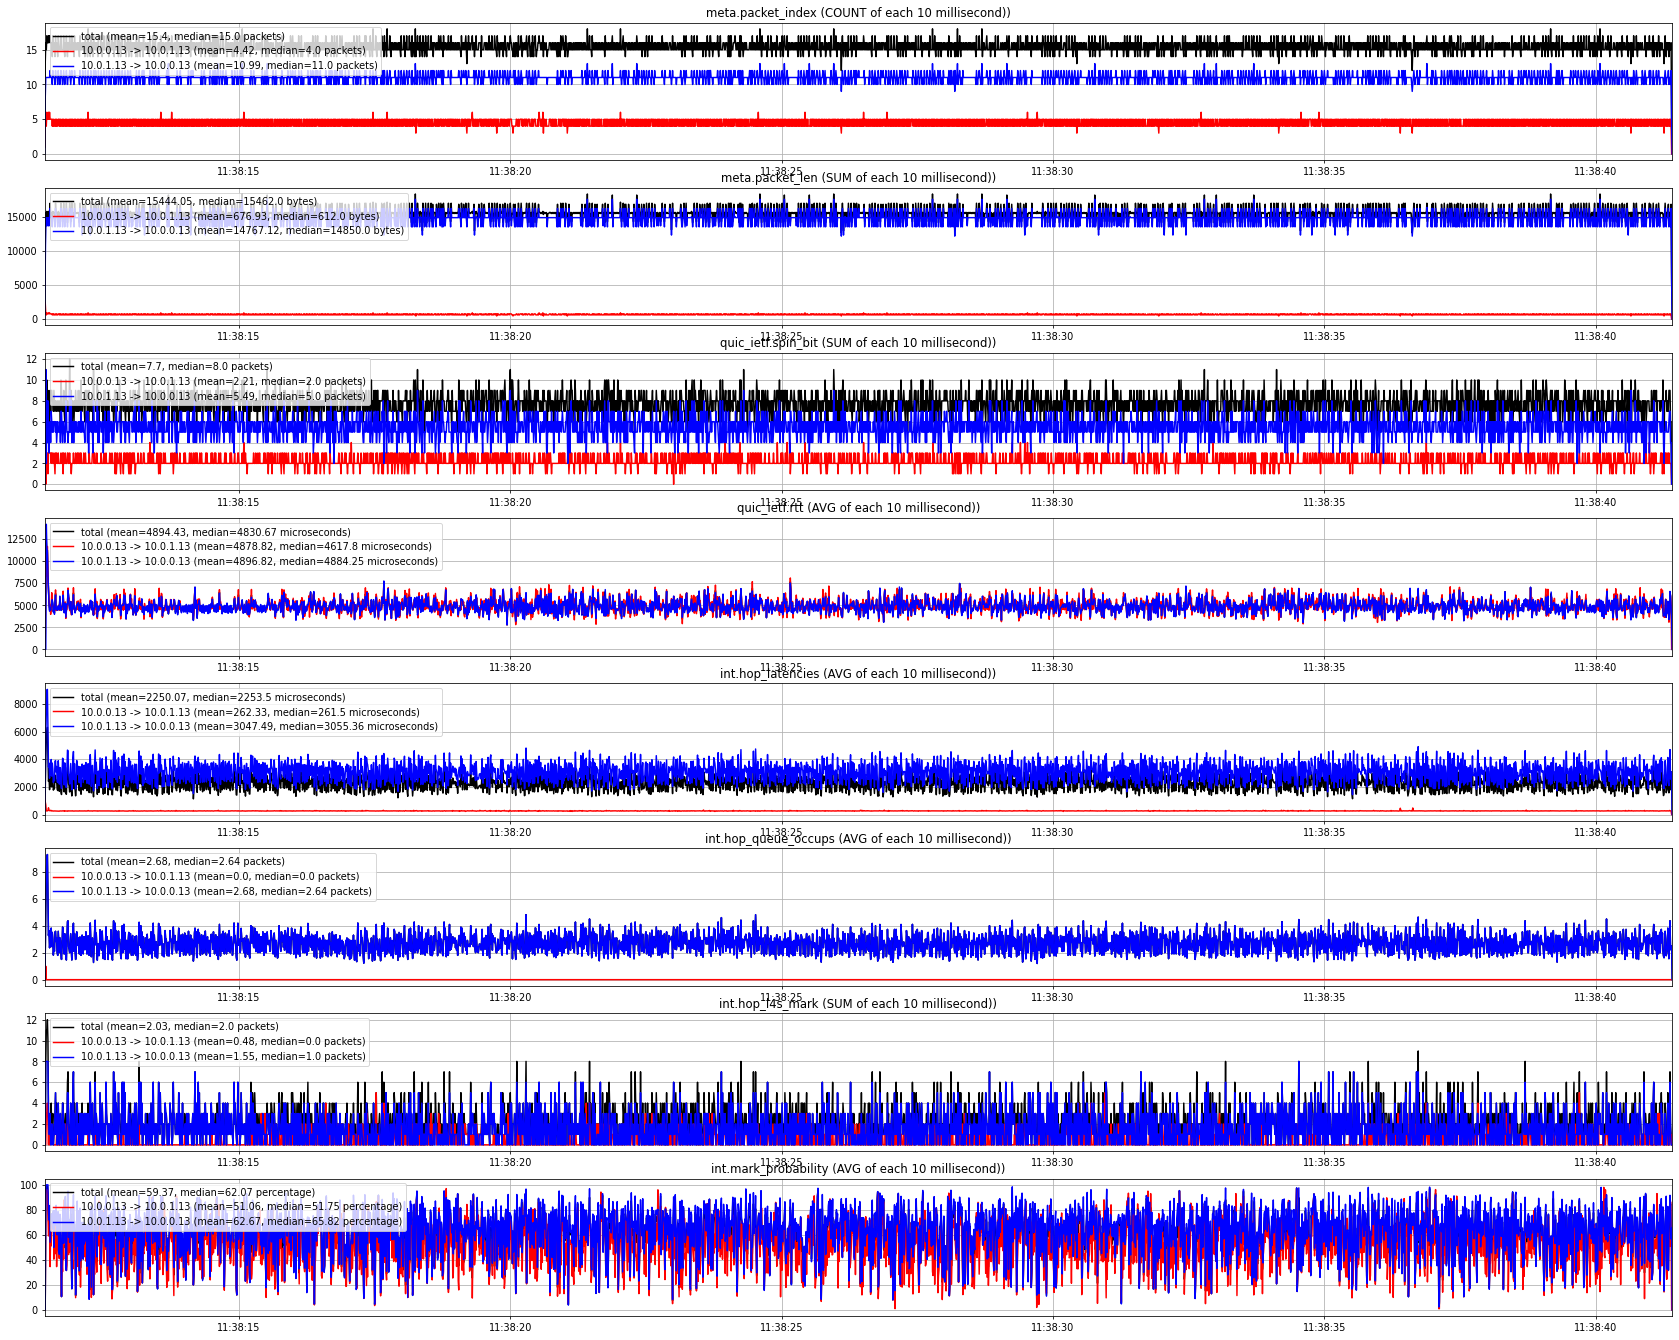 meta.packet_index (COUNT of each 10 millisecond))
total (mean=15.4, median=15.0 packets)
10.0.0.13 -> 10.0.1.13 (mean=4.42, median=4.0 packets)
10.0.1.13 -> 10.0.0.13 (mean=10.99, median=11.0 packets)
15
10
5
0
11:38:15 11:38:20 11:38:25 11:38:30 11:38:35 11:38:40
meta.packet_len (SUM of each 10 millisecond))
total (mean=15444.05, median=15462.0 bytes)
10.0.0.13 -> 10.0.1.13 (mean=676.93, median=612.0 bytes)
10.0.1.13 -> 10.0.0.13 (mean=14767.12, median=14850.0 bytes)
15000
10000
5000
0
11:38:15 11:38:20 11:38:25 11:38:30 11:38:35 11:38:40
quic_ietf.spin_bit (SUM of each 10 millisecond))
total (mean=7.7, median=8.0 packets)
10.0.0.13 -> 10.0.1.13 (mean=2.21, median=2.0 packets)
10.0.1.13 -> 10.0.0.13 (mean=5.49, median=5.0 packets)
12
10
8
6
4
2
0
11:38:15 11:38:20 11:38:25 11:38:30 11:38:35 11:38:40
quic_ietf.rtt (AVG of each 10 millisecond))
total (mean=4894.43, median=4830.67 microseconds)
10.0.0.13 -> 10.0.1.13 (mean=4878.82, median=4617.8 microseconds)
10.0.1.13 -> 10.0.0.13 (mean=4896.82, median=4884.25 microseconds)
12500
10000
7500
5000
2500
0
11:38:15 11:38:20 11:38:25 11:38:30 11:38:35 11:38:40
int.hop_latencies (AVG of each 10 millisecond))
total (mean=2250.07, median=2253.5 microseconds)
10.0.0.13 -> 10.0.1.13 (mean=262.33, median=261.5 microseconds)
10.0.1.13 -> 10.0.0.13 (mean=3047.49, median=3055.36 microseconds)
8000
6000
4000
2000
0
11:38:15 11:38:20 11:38:25 11:38:30 11:38:35 11:38:40
int.hop_queue_occups (AVG of each 10 millisecond))
total (mean=2.68, median=2.64 packets)
10.0.0.13 -> 10.0.1.13 (mean=0.0, median=0.0 packets)
10.0.1.13 -> 10.0.0.13 (mean=2.68, median=2.64 packets)
8
6
4
2
0
11:38:15 11:38:20 11:38:25 11:38:30 11:38:35 11:38:40
int.hop_l4s_mark (SUM of each 10 millisecond))
total (mean=2.03, median=2.0 packets)
10.0.0.13 -> 10.0.1.13 (mean=0.48, median=0.0 packets)
10.0.1.13 -> 10.0.0.13 (mean=1.55, median=1.0 packets)
12
10
8
6
4
2
0
11:38:15 11:38:20 11:38:25 11:38:30 11:38:35 11:38:40
int.mark_probability (AVG of each 10 millisecond))
total (mean=59.37, median=62.07 percentage)
10.0.0.13 -> 10.0.1.13 (mean=51.06, median=51.75 percentage)
10.0.1.13 -> 10.0.0.13 (mean=62.67, median=65.82 percentage)
100
80
60
40
20
0
11:38:15 11:38:20 11:38:25 11:38:30 11:38:35 11:38:40